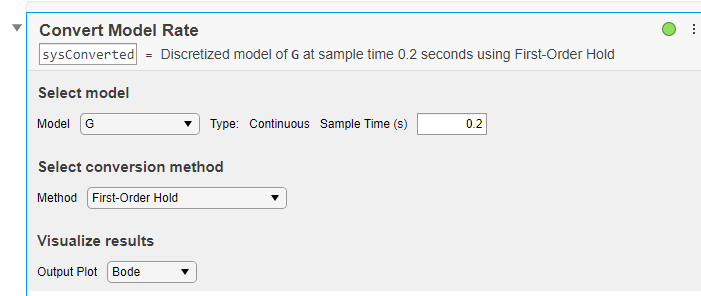 Convert Model Rate
sysConverted = Discretized model of G at sample time 0.2 seconds using First-Order Hold
Select model
Model G Type: Continuous Sample Time (s) 0.2
Select conversion method
Method First-Order Hold
Visualize results
Output Plot Bode